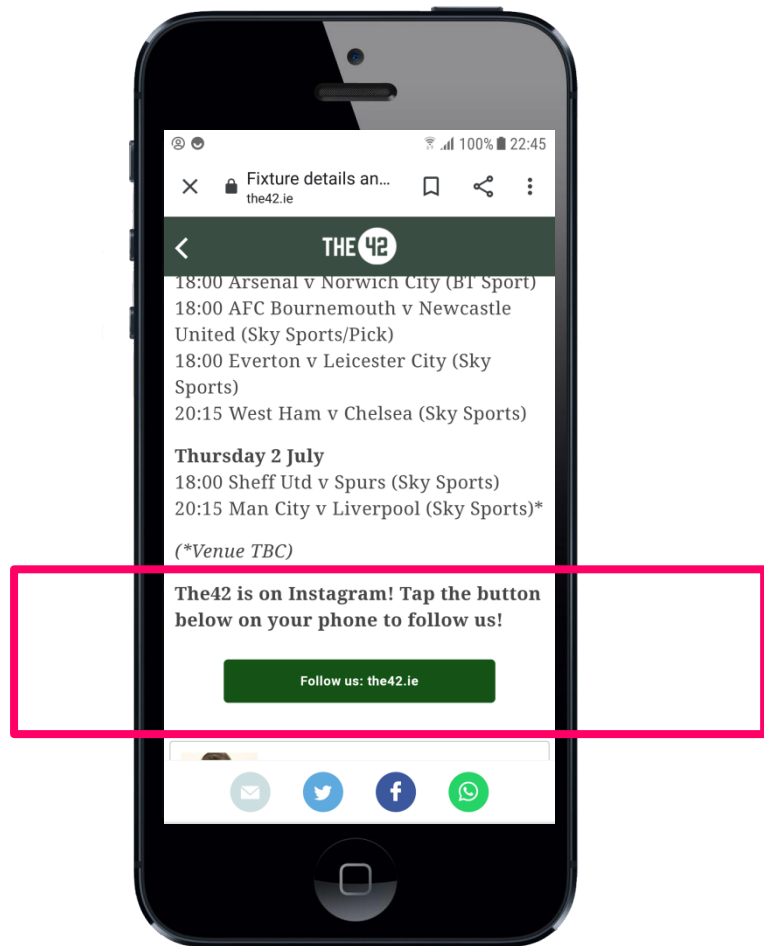 100% 22:45
Fixture details an...
the42.ie
THE 42
18:00 Arsenal v Norwich City (BT Sport)
18:00 AFC Bournemouth v Newcastle
United (Sky Sports/Pick)
18:00 Everton v Leicester City (Sky
Sports)
20:15 West Ham v Chelsea (Sky Sports)
Thursday 2 July
18:00 Sheff Utd v Spurs (Sky Sports)
20:15 Man City v Liverpool (Sky Sports)*
(*Venue TBC)
The42 is on Instagram! Tap the button
below on your phone to follow us!
Follow us: the42.ie